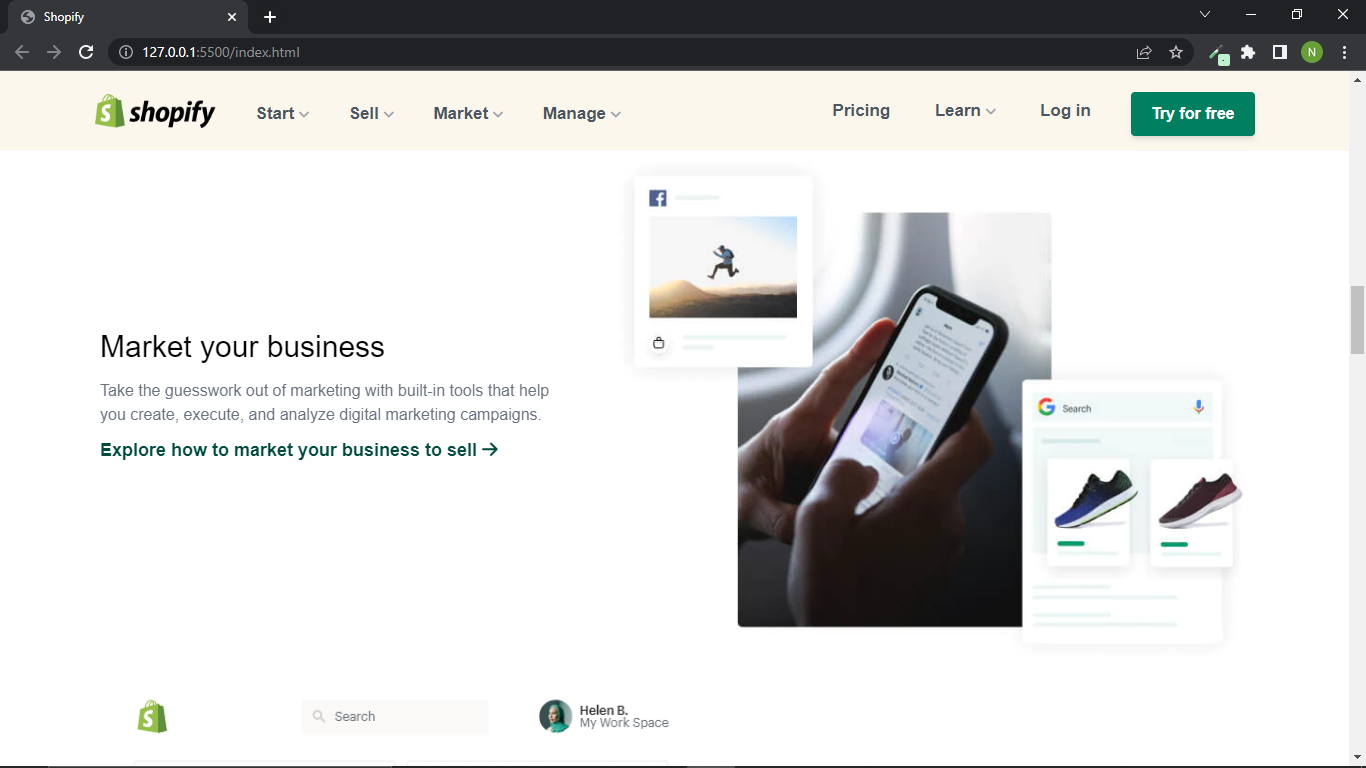 Shopify
127.0.0.1:5500/index.html
N
shopify
Start
Sell
Market
Manage
Pricing
Learn
Log in
Try for free
Market your business
Take the guesswork out of marketing with built-in tools that help
you create, execute, and analyze digital marketing campaigns.
Explore how to market your business to sell →
Search
Search
Helen B.
My Work Space